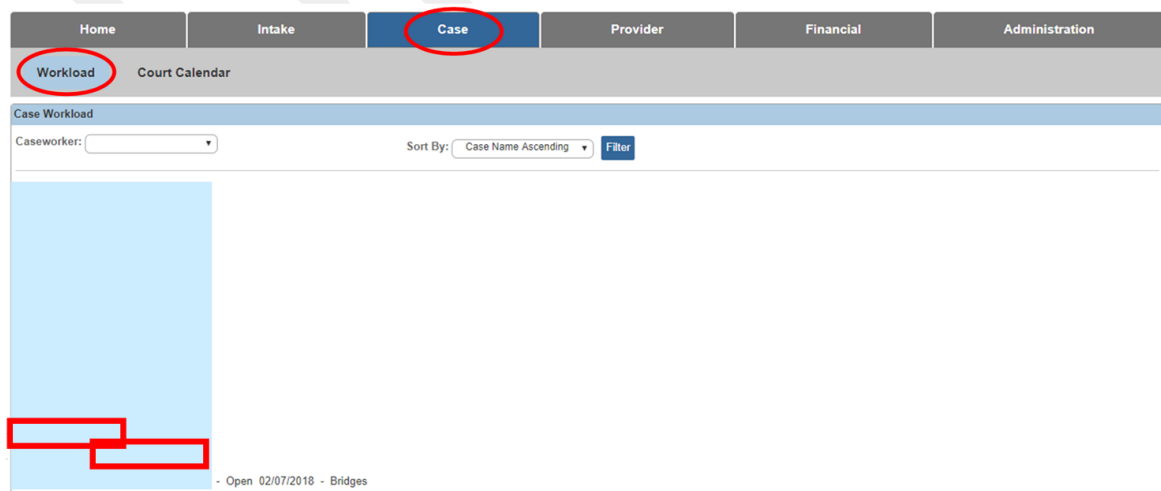 Home Intake Case Provider Financial Administration
Workload Court Calendar
Case Workload
Caseworker: Sort By: Case Name Ascending Filter
- Open 02/07/2018 - Bridges